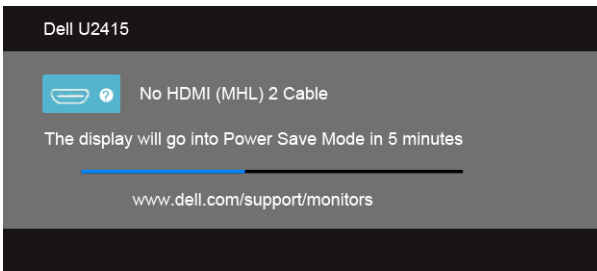 Dell U2415
No HDMI (MHL) 2 Cable
The display will go into Power Save Mode in 5 minutes
www.dell.com/support/monitors